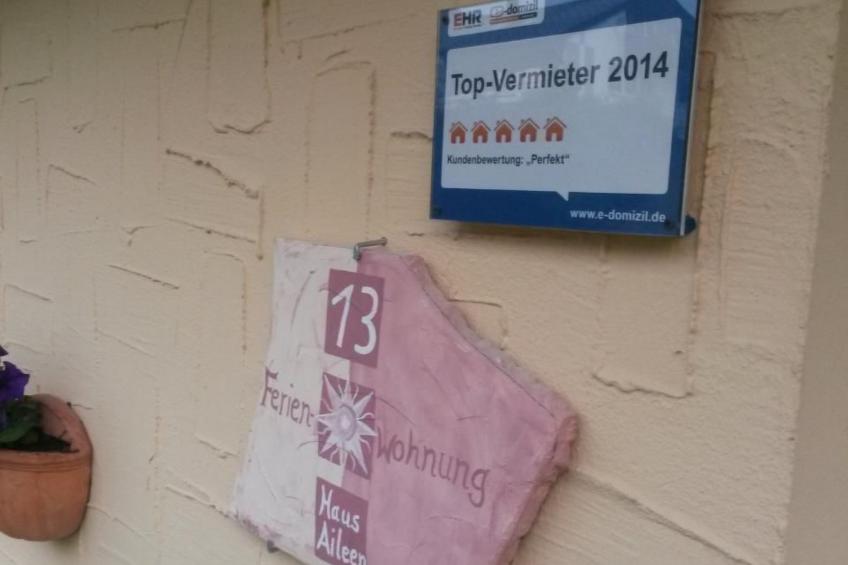 EHR e-domizil
Top-Vermieter 2014
Kundenbewertung: „Perfekt“
www.e-domizil.de
13
Ferien-
Wohnung
Haus
Aileen